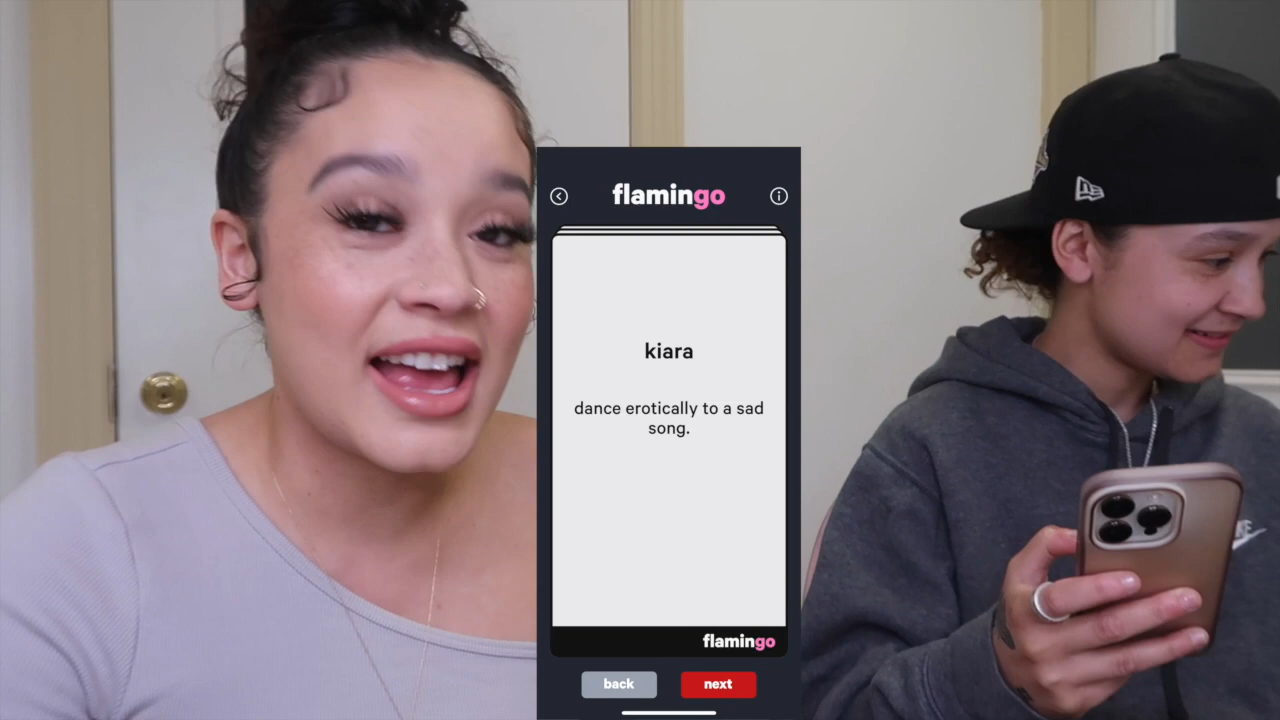 flamingo
kiara
dance erotically to a sad
song.
flamingo
back
next